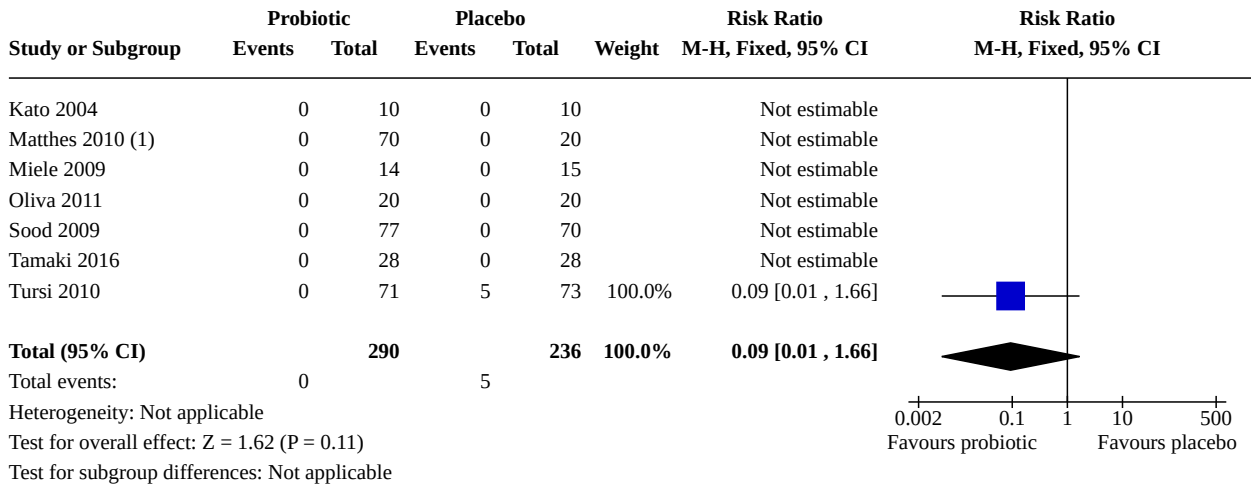 Probiotic Placebo Risk Ratio Risk Ratio
Study or Subgroup Events Total Events Total Weight M-H, Fixed, 95% CI M-H, Fixed, 95% CI
Kato 2004 0 10 0 10 Not estimable
Matthes 2010 (1) 0 70 0 20 Not estimable
Miele 2009 0 14 0 15 Not estimable
Oliva 2011 0 20 0 20 Not estimable
Sood 2009 0 77 0 70 Not estimable
Tamaki 2016 0 28 0 28 Not estimable
Tursi 2010 0 71 5 73 100.0% 0.09 [0.01 , 1.66]
Total (95% CI) 290 236 100.0% 0.09 [0.01 , 1.66]
Total events: 0 5
Heterogeneity: Not applicable
0.002 0.1 1 10 500
Test for overall effect: Z = 1.62 (P = 0.11) Favours probiotic Favours placebo
Test for subgroup differences: Not applicable